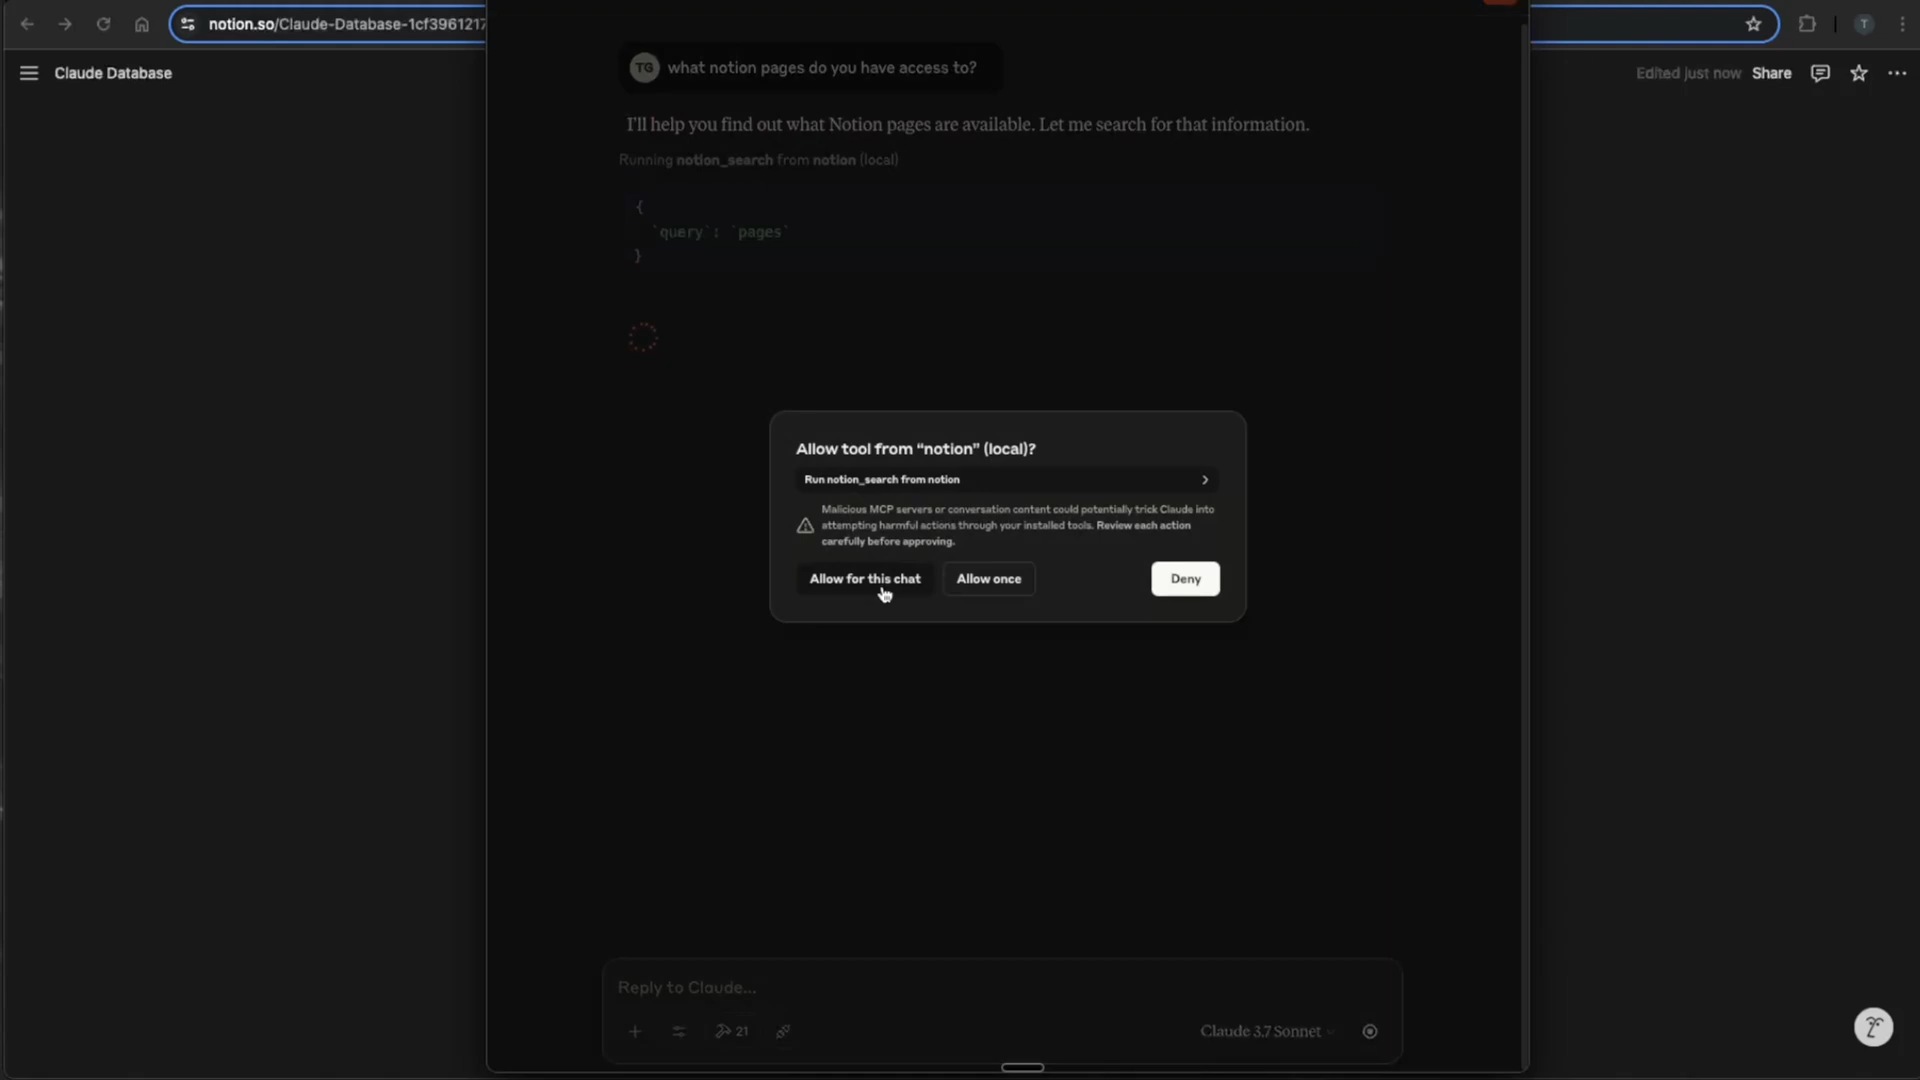 notion.so/Claude-Database-1cf3961217
Claude Database
Edited just now
Share
T
TG
what notion pages do you have access to?
I'll help you find out what Notion pages are available. Let me search for that information.
Running notion_search from notion (local)
{
`query`: `pages`
}
Allow tool from “notion” (local)?
Run notion_search from notion
Malicious MCP servers or conversation content could potentially trick Claude into
attempting harmful actions through your installed tools. Review each action
carefully before approving.
Allow for this chat
Allow once
Deny
Reply to Claude...
21
Claude 3.7 Sonnet